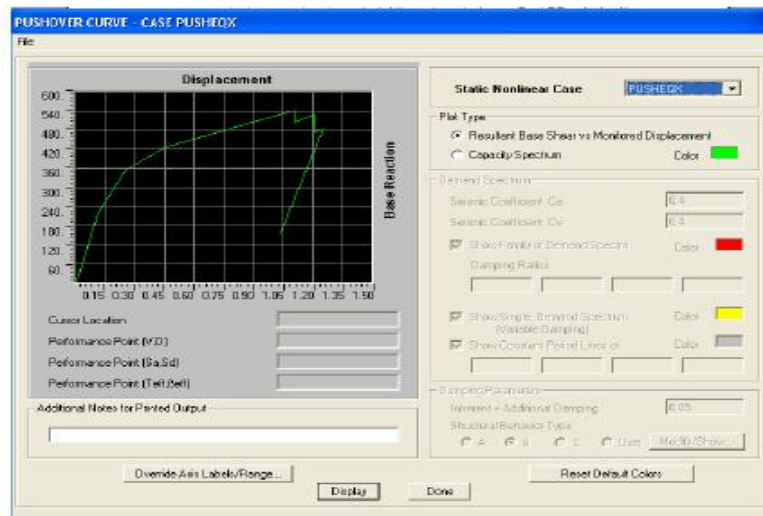 PUSHOVER CURVE - CASE PUSHEQX
File
Displacement
600.
540.
480.
420.
360.
300.
240.
180.
120.
60.
0.15 0.30 0.45 0.60 0.75 0.90 1.05 1.20 1.35 1.50
Base Reaction
Cursor Location
Performance Point (V,D)
Performance Point (Sa,Sd)
Performance Point (Teff,Beff)
Additional Notes for Printed Output
Override Axis Labels/Range...
Static Nonlinear Case
PUSHEQX
Plot Type
Resultant Base Shear vs Monitored Displacement
Capacity Spectrum
Color
Demand Spectrum
Seismic Coefficient Ca
0.4
Seismic Coefficient Cv
0.4
Show Family of Demand Spectra
Color
Damping Ratios
Show Single Demand Spectrum
Color
(Variable Damping)
Show Constant Period Lines at
Color
Damping Parameters
Inherent + Additional Damping
0.05
Structural Behavior Type
A B C User
Modify/Show...
Reset Default Colors
Display
Done